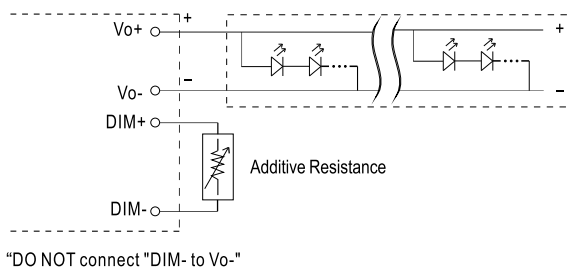 Vo+
+
+
Vo-
–
–
DIM+
Additive Resistance
DIM-
“DO NOT connect "DIM- to Vo-"